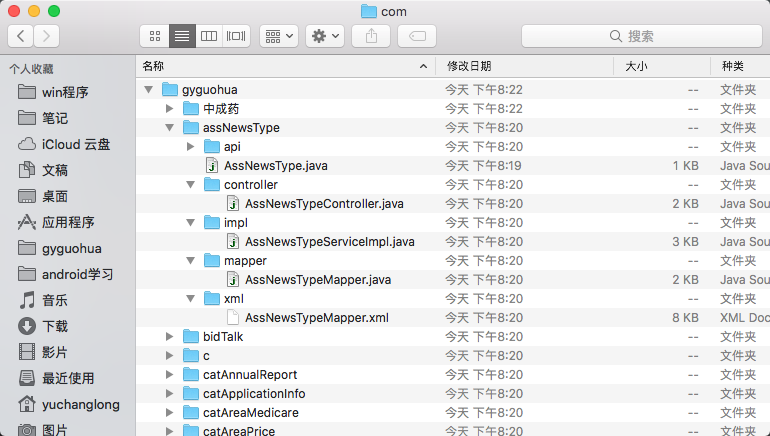 com
搜索
个人收藏
win程序
笔记
iCloud 云盘
文稿
桌面
应用程序
gyguohua
android学习
音乐
下载
影片
最近使用
yuchanglong
图片
名称 修改日期 大小 种类
gyguohua 今天 下午8:22 -- 文件夹
中成药 今天 下午8:22 -- 文件夹
assNewsType 今天 下午8:20 -- 文件夹
api 今天 下午8:20 -- 文件夹
AssNewsType.java 今天 下午8:19 1 KB Java Sou
controller 今天 下午8:20 -- 文件夹
AssNewsTypeController.java 今天 下午8:20 2 KB Java Sou
impl 今天 下午8:20 -- 文件夹
AssNewsTypeServiceImpl.java 今天 下午8:20 3 KB Java Sou
mapper 今天 下午8:20 -- 文件夹
AssNewsTypeMapper.java 今天 下午8:20 2 KB Java Sou
xml 今天 下午8:20 -- 文件夹
AssNewsTypeMapper.xml 今天 下午8:20 8 KB XML Doc
bidTalk 今天 下午8:20 -- 文件夹
c 今天 下午8:20 -- 文件夹
catAnnualReport 今天 下午8:20 -- 文件夹
catApplicationInfo 今天 下午8:20 -- 文件夹
catAreaMedicare 今天 下午8:20 -- 文件夹
catAreaPrice 今天 下午8:20 -- 文件夹